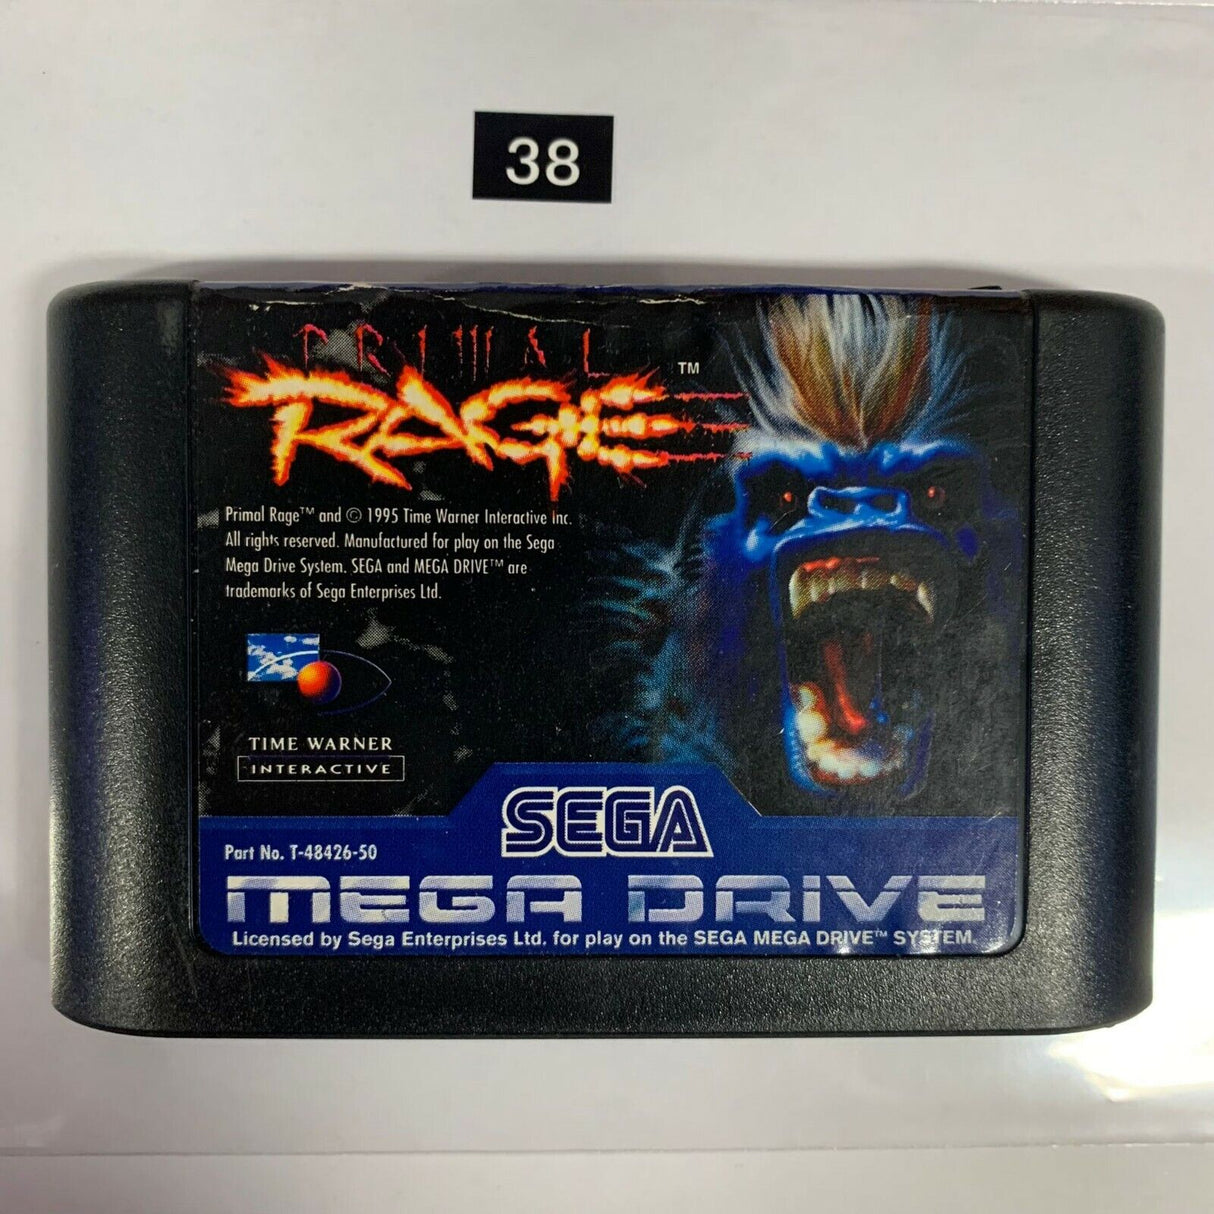 38
PRIMAL
RAGE ™
Primal Rage™ and © 1995 Time Warner Interactive Inc.
All rights reserved. Manufactured for play on the Sega
Mega Drive System. SEGA and MEGA DRIVE™ are
trademarks of Sega Enterprises Ltd.
TIME WARNER
INTERACTIVE
SEGA
Part No. T-48426-50
MEGA DRIVE
Licensed by Sega Enterprises Ltd. for play on the SEGA MEGA DRIVE™ SYSTEM.